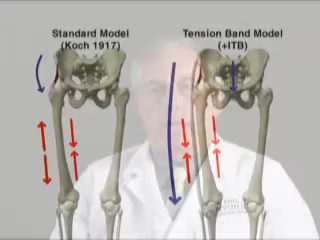 Standard Model
(Koch 1917)
Tension Band Model
(+ITB)